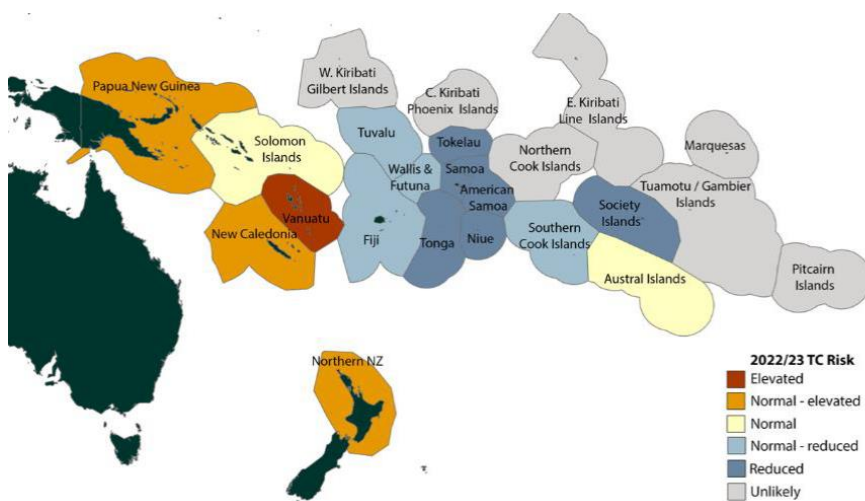 Papua New Guinea
W. Kiribati
Gilbert Islands
C. Kiribati
Phoenix Islands
E. Kiribati
Line Islands
Solomon
Islands
Tuvalu
Tokelau
Northern
Cook Islands
Marquesas
Wallis &
Futuna
Samoa
American
Samoa
Tuamotu / Gambier
Islands
Vanuatu
New Caledonia
Fiji
Tonga
Niue
Southern
Cook Islands
Society
Islands
Austral Islands
Pitcairn
Islands
Northern NZ
2022/23 TC Risk
Elevated
Normal - elevated
Normal
Normal - reduced
Reduced
Unlikely